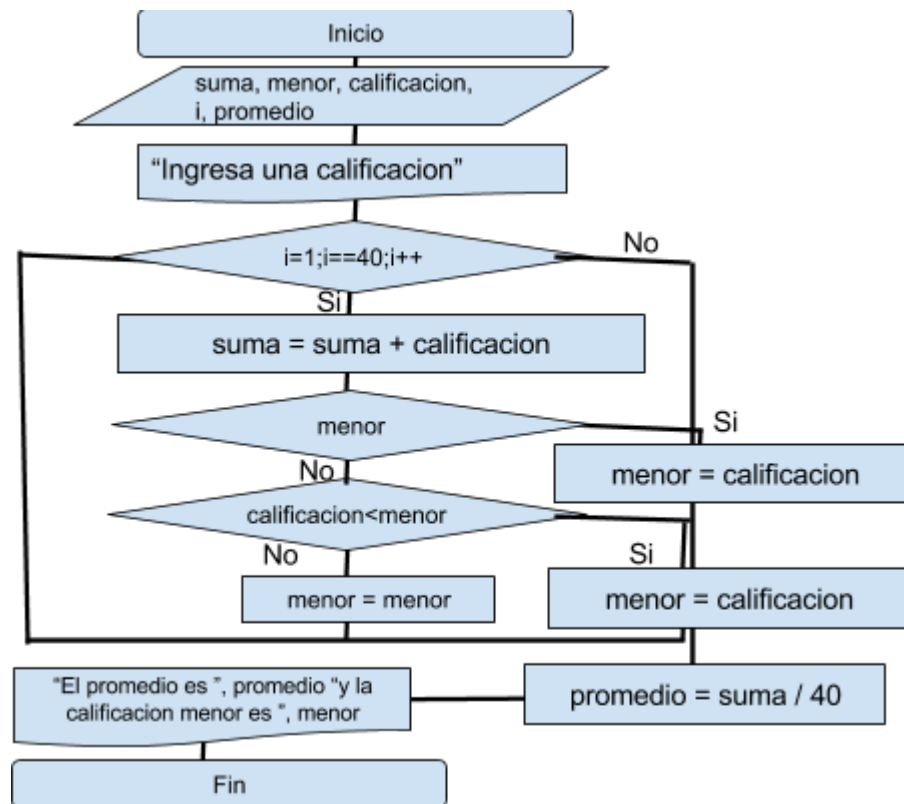 Inicio
suma, menor, calificacion,
i, promedio
“Ingresa una calificacion”
i=1;i==40;i++
No
Si
suma = suma + calificacion
menor
Si
No
menor = calificacion
calificacion<menor
No
Si
menor = menor
menor = calificacion
“El promedio es ”, promedio “y la
calificacion menor es ”, menor
promedio = suma / 40
Fin